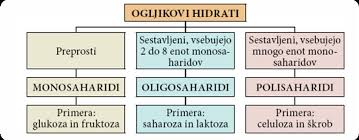 OGLJIKOVI HIDRATI
Preprosti
Sestavljeni, vsebujejo
2 do 8 enot monosa-
haridov
Sestavljeni, vsebujejo
mnogo enot mono-
saharidov
MONOSAHARIDI
OLIGOSAHARIDI
POLISAHARIDI
Primera:
glukoza in fruktoza
Primera:
saharoza in laktoza
Primera:
celuloza in škrob